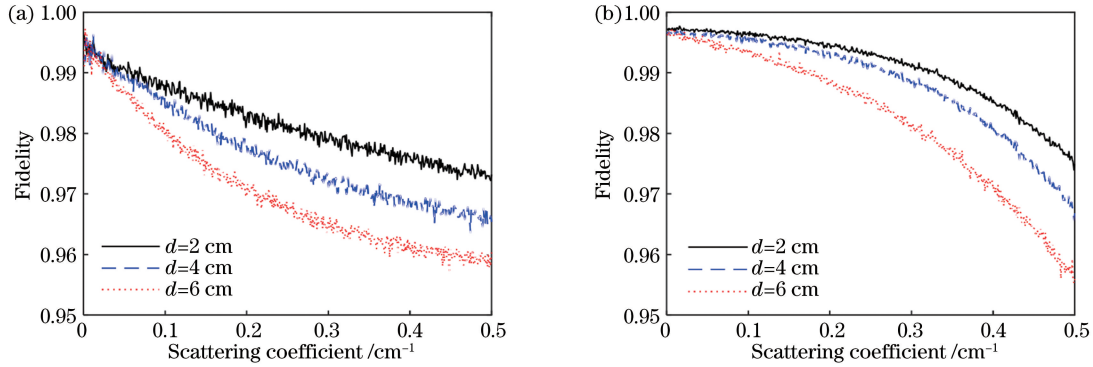 (a)
1.00
0.99
0.98
0.97
0.96
0.95
Fidelity
d=2 cm
d=4 cm
d=6 cm
0 0.1 0.2 0.3 0.4 0.5
Scattering coefficient /cm⁻¹
(b)
1.00
0.99
0.98
0.97
0.96
0.95
Fidelity
d=2 cm
d=4 cm
d=6 cm
0 0.1 0.2 0.3 0.4 0.5
Scattering coefficient /cm⁻¹